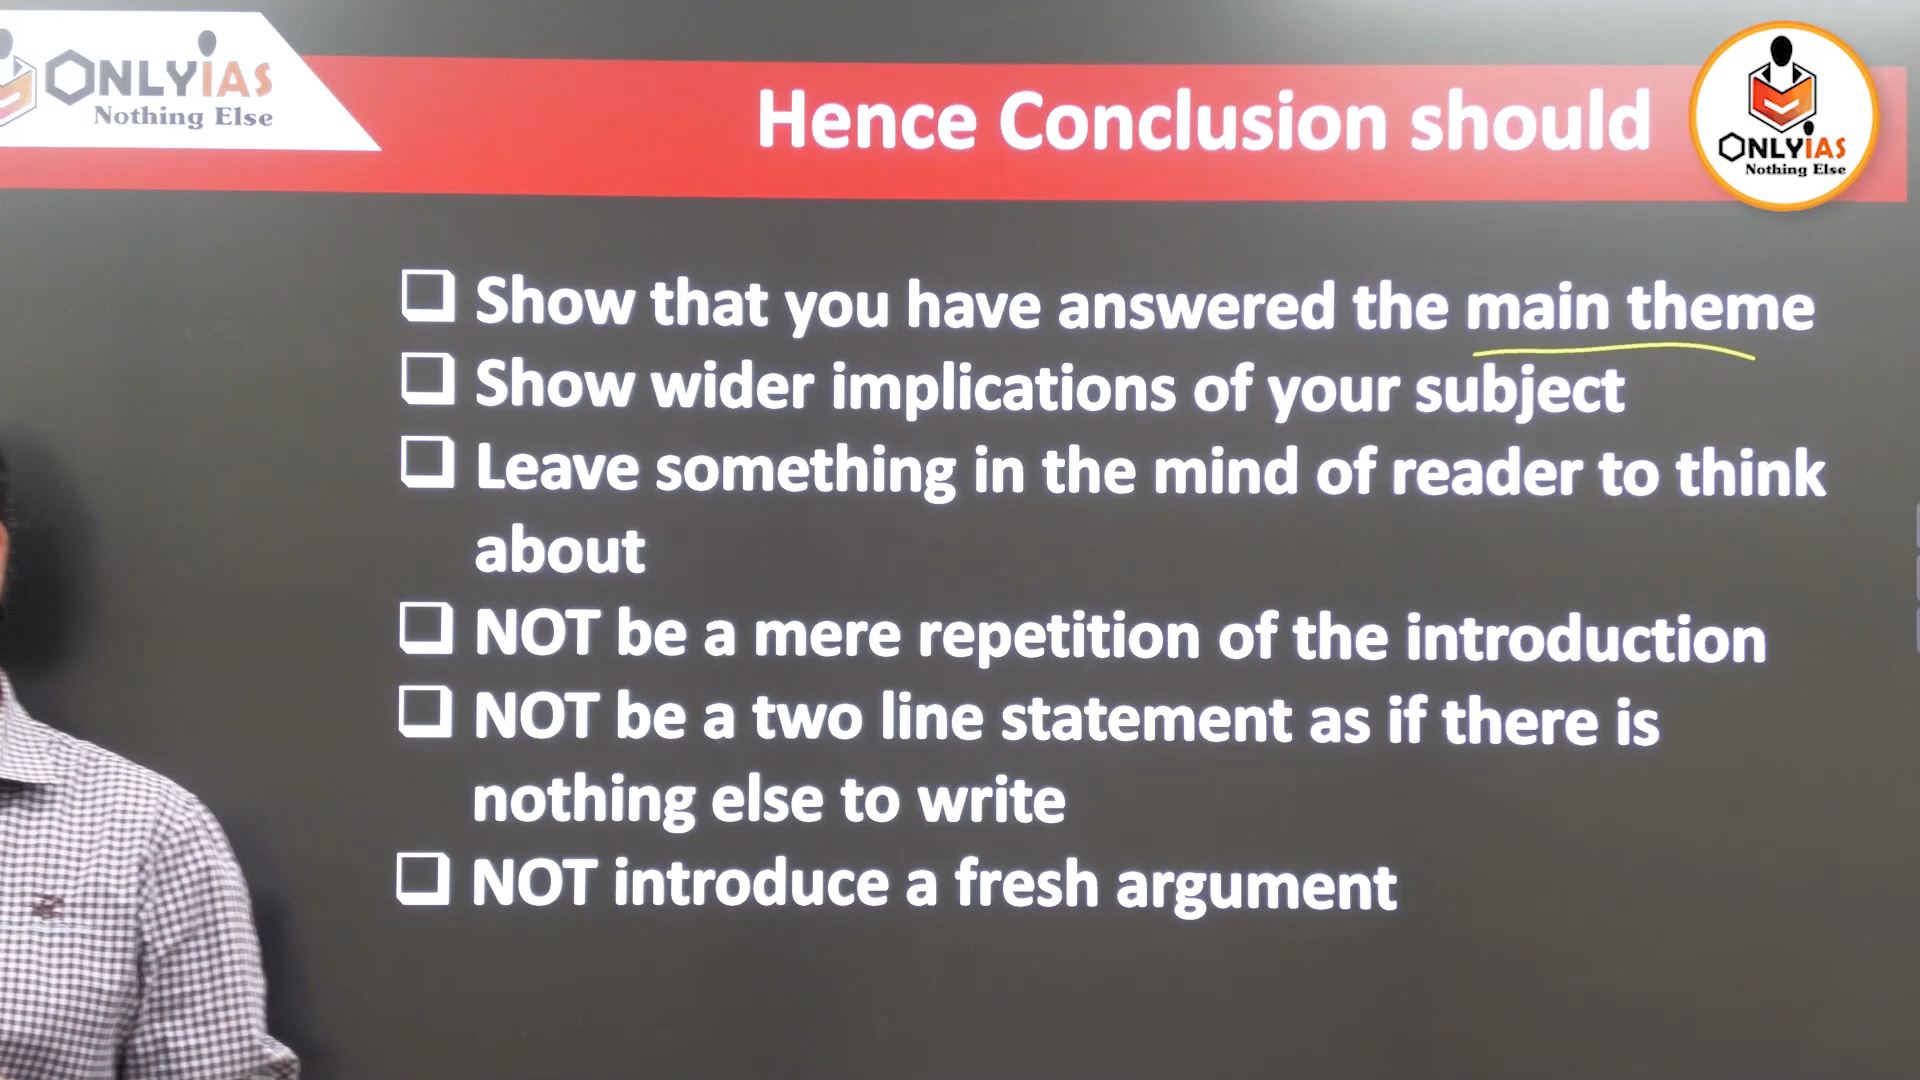 ONLYIAS
Nothing Else
Hence Conclusion should
ONLYIAS
Nothing Else
❑ Show that you have answered the main theme
❑ Show wider implications of your subject
❑ Leave something in the mind of reader to think
about
❑ NOT be a mere repetition of the introduction
❑ NOT be a two line statement as if there is
nothing else to write
❑ NOT introduce a fresh argument